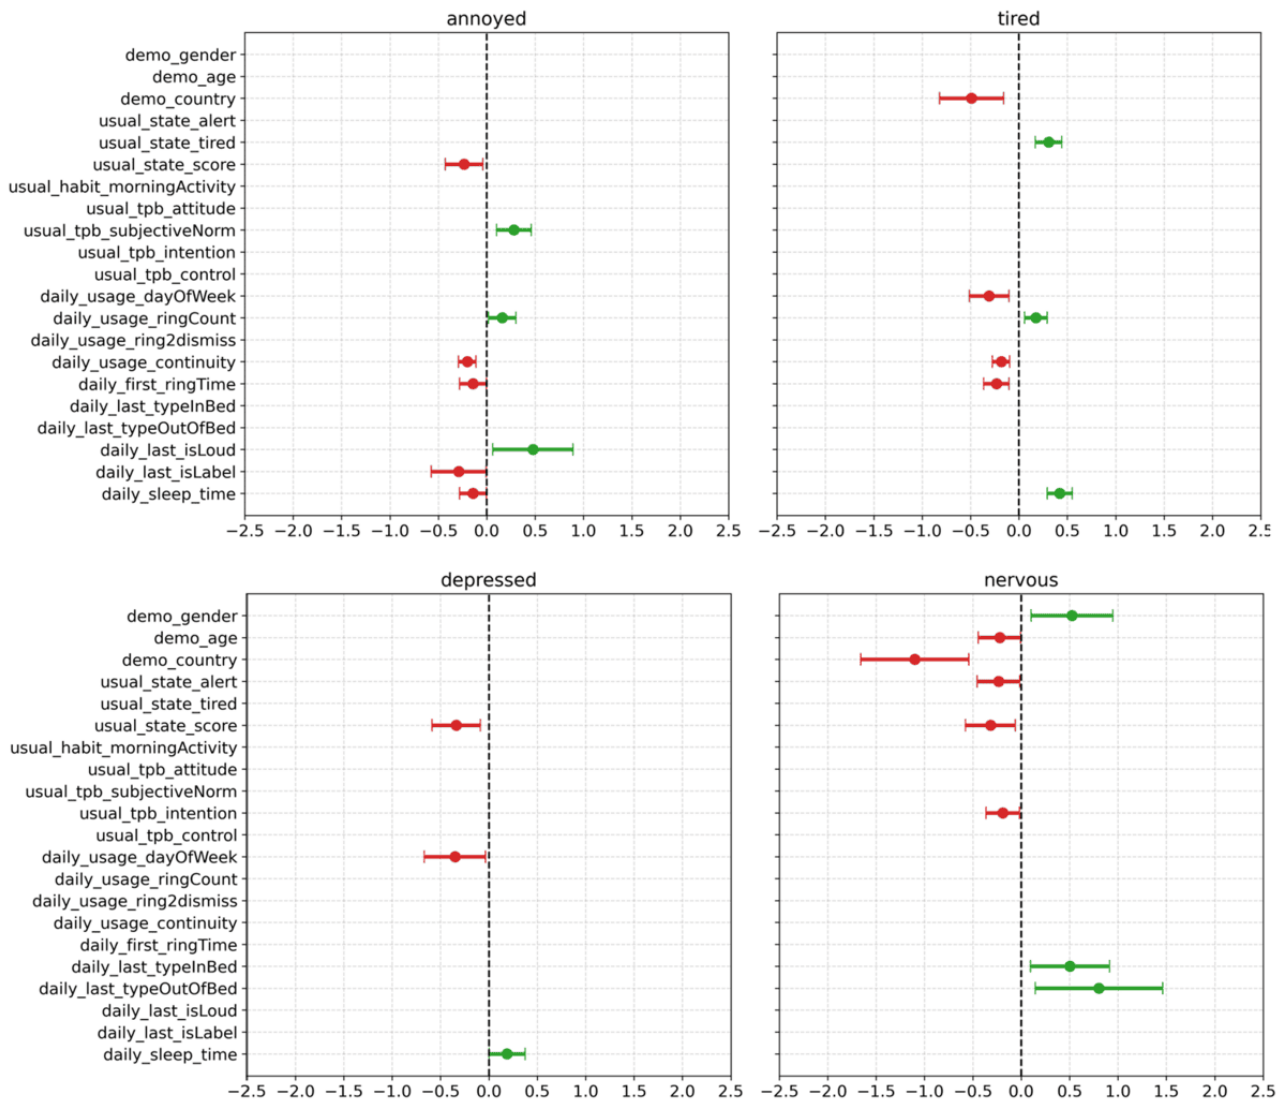 annoyed
tired
demo_gender
demo_age
demo_country
usual_state_alert
usual_state_tired
usual_state_score
usual_habit_morningActivity
usual_tpb_attitude
usual_tpb_subjectiveNorm
usual_tpb_intention
usual_tpb_control
daily_usage_dayOfWeek
daily_usage_ringCount
daily_usage_ring2dismiss
daily_usage_continuity
daily_first_ringTime
daily_last_typeInBed
daily_last_typeOutOfBed
daily_last_isLoud
daily_last_isLabel
daily_sleep_time
−2.5 −2.0 −1.5 −1.0 −0.5 0.0 0.5 1.0 1.5 2.0 2.5
−2.5 −2.0 −1.5 −1.0 −0.5 0.0 0.5 1.0 1.5 2.0 2.5
depressed
nervous
demo_gender
demo_age
demo_country
usual_state_alert
usual_state_tired
usual_state_score
usual_habit_morningActivity
usual_tpb_attitude
usual_tpb_subjectiveNorm
usual_tpb_intention
usual_tpb_control
daily_usage_dayOfWeek
daily_usage_ringCount
daily_usage_ring2dismiss
daily_usage_continuity
daily_first_ringTime
daily_last_typeInBed
daily_last_typeOutOfBed
daily_last_isLoud
daily_last_isLabel
daily_sleep_time
−2.5 −2.0 −1.5 −1.0 −0.5 0.0 0.5 1.0 1.5 2.0 2.5
−2.5 −2.0 −1.5 −1.0 −0.5 0.0 0.5 1.0 1.5 2.0 2.5